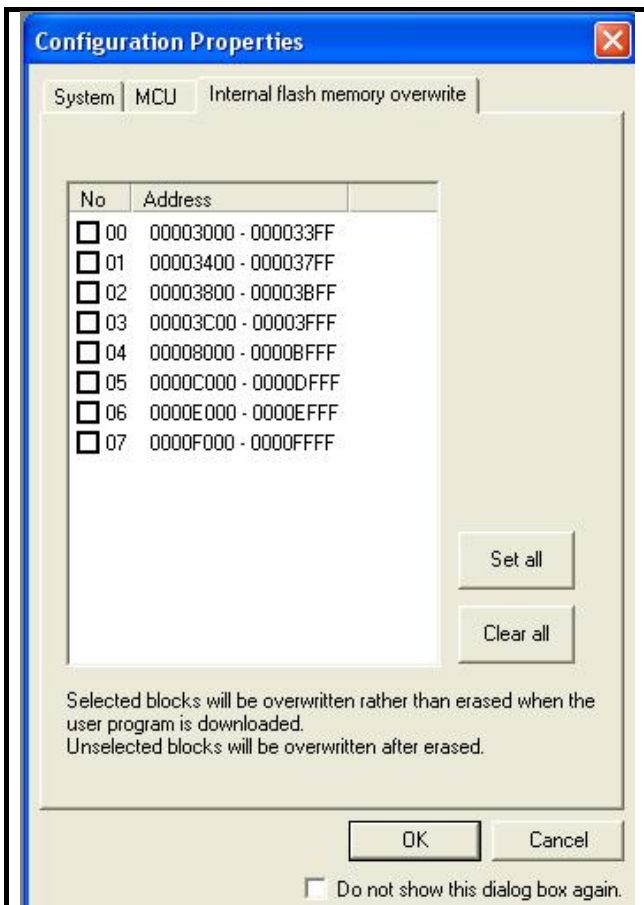 Configuration Properties
System MCU Internal flash memory overwrite
No Address
00 00003000 - 000033FF
01 00003400 - 000037FF
02 00003800 - 00003BFF
03 00003C00 - 00003FFF
04 00008000 - 0000BFFF
05 0000C000 - 0000DFFF
06 0000E000 - 0000EFFF
07 0000F000 - 0000FFFF
Set all
Clear all
Selected blocks will be overwritten rather than erased when the
user program is downloaded.
Unselected blocks will be overwritten after erased.
OK Cancel
Do not show this dialog box again.